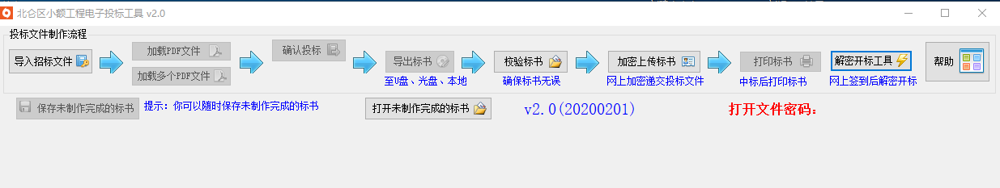 北仑区小额工程电子投标工具 v2.0
投标文件制作流程
导入招标文件
加载PDF文件
加载多个PDF文件
确认投标
导出标书
至U盘、光盘、本地
校验标书
确保标书无误
加密上传标书
网上加密递交投标文件
打印标书
中标后打印标书
解密开标工具
网上签到后解密开标
帮助
保存未制作完成的标书
提示：你可以随时保存未制作完成的标书
打开未制作完成的标书
v2.0(20200201)
打开文件密码：